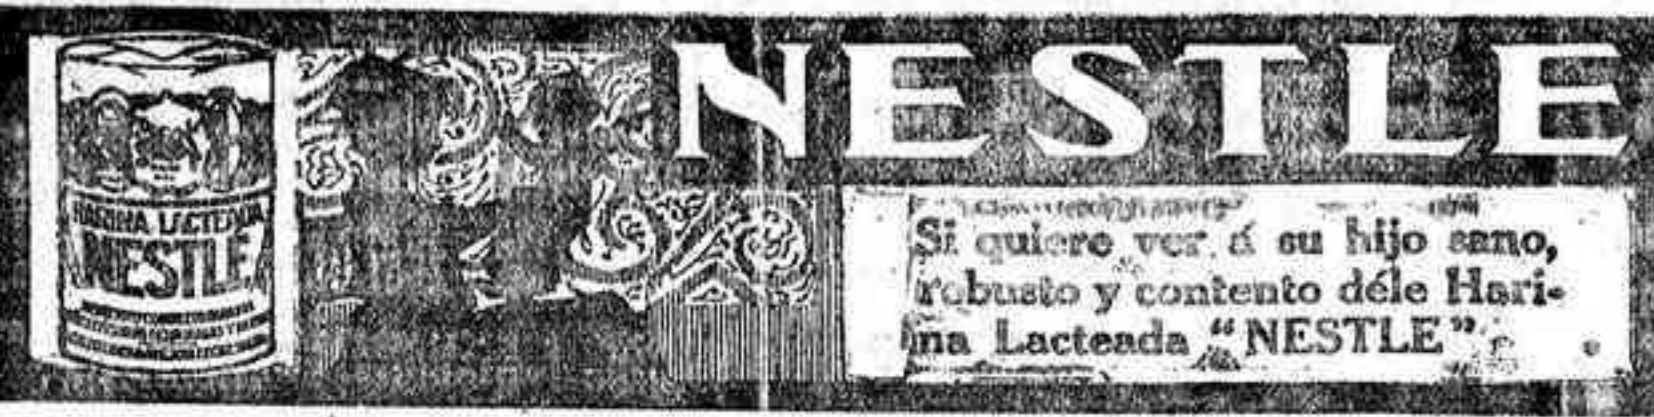 HARINA LACTEADA
NESTLE
NESTLE
Si quiere ver á su hijo sano,
robusto y contento déle Hari-
na Lacteada "NESTLE"